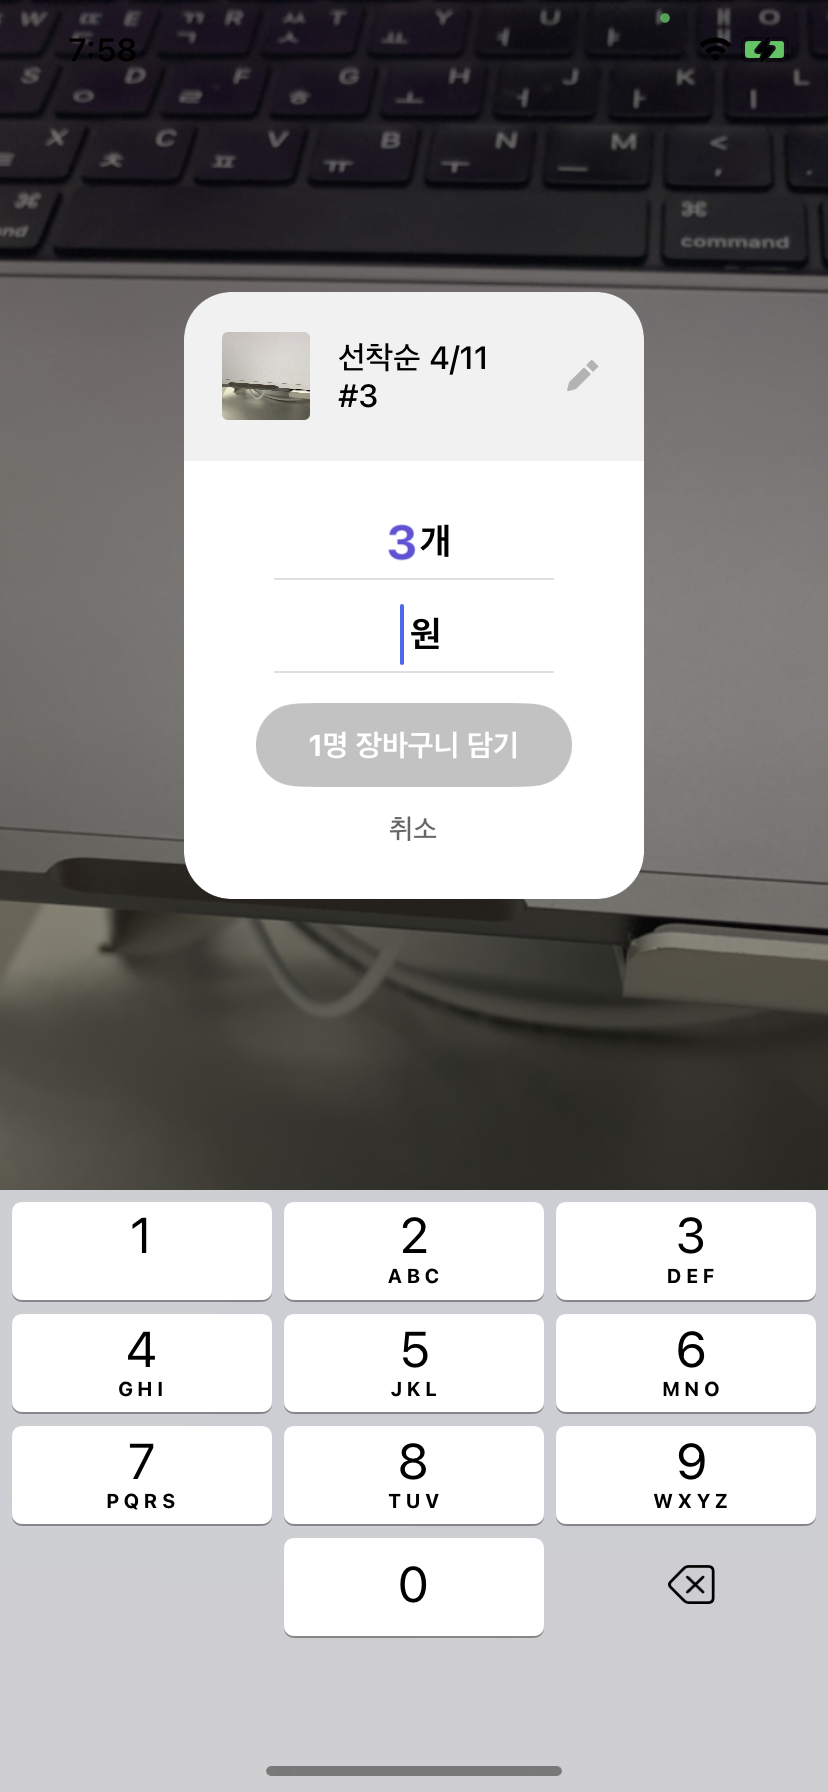 W E R T Y U I O
ㄸ ㄲ ㅆ ㅒ
ㄱ ㅅ ㅛ ㅕ ㅑ
7:58
S D F G H J K L
ㅇ ㄹ ㅎ ㅗ ㅓ ㅏ ㅣ
X C V B N M <
ㅊ ㅍ ㅠ ㅜ ㅡ ,
⌘ ⌘
command
선착순 4/11
#3
3개
원
1명 장바구니 담기
취소
1 2 3
ABC DEF
4 5 6
GHI JKL MNO
7 8 9
PQRS TUV WXYZ
0